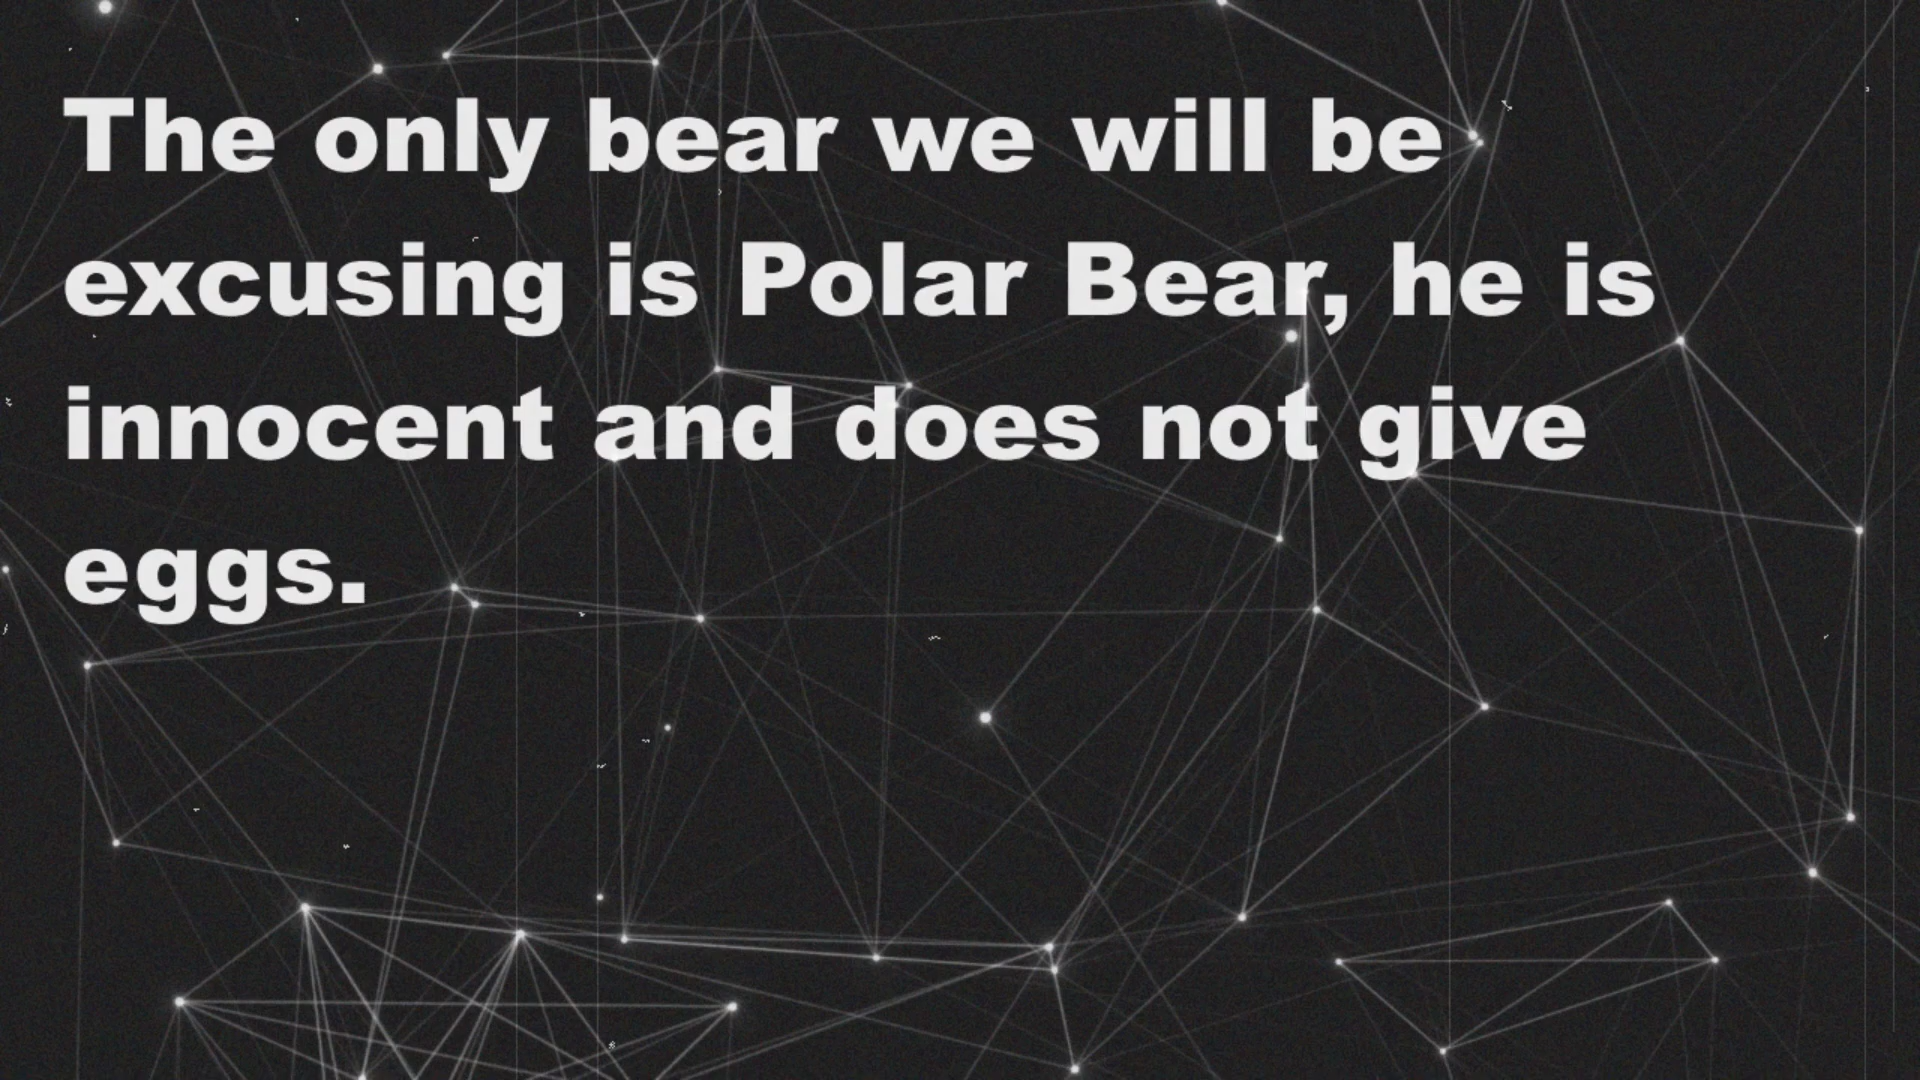 The only bear we will be
excusing is Polar Bear, he is
innocent and does not give
eggs.